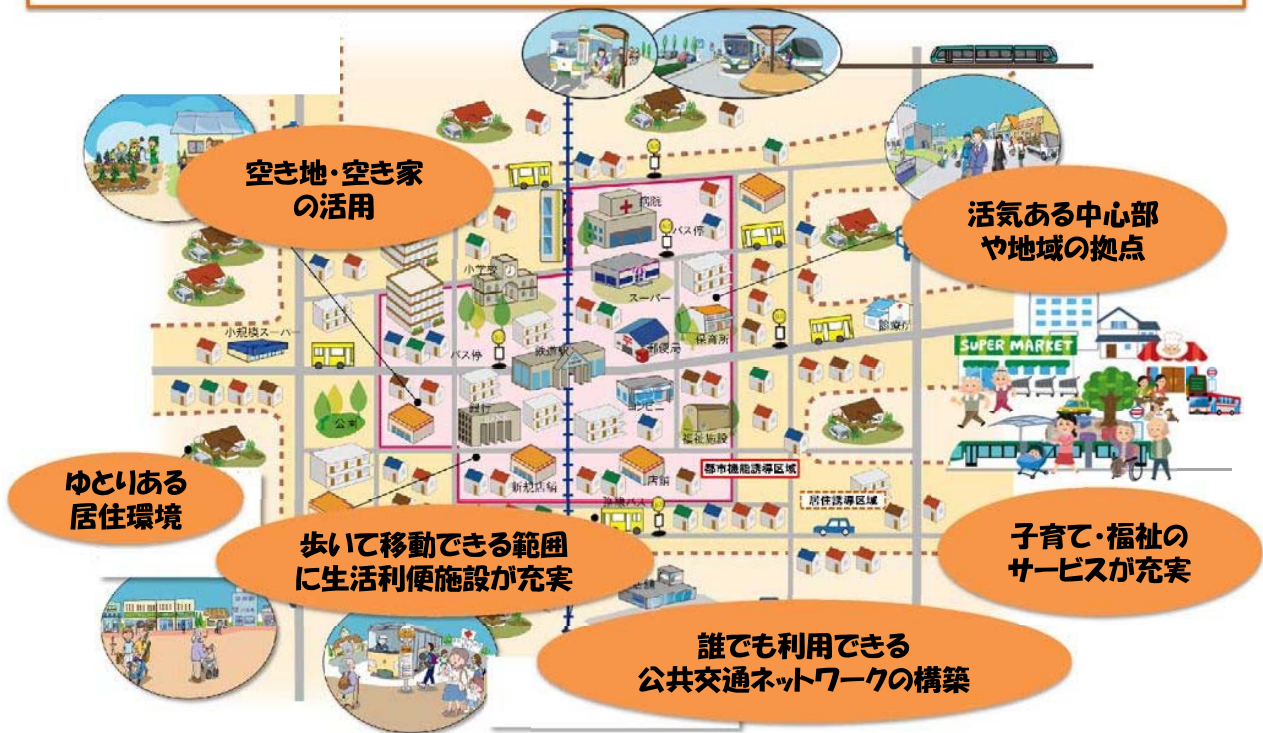 空き地・空き家
の活用
活気ある中心部
や地域の拠点
病院
バス停
小学校
スーパー
小規模スーパー
診療所
保育所
郵便局
バス停
鉄道駅
SUPER MARKET
コンビニ
公園
銀行
福祉施設
都市機能誘導区域
新規店舗
店舗
居住誘導区域
ゆとりある
居住環境
歩いて移動できる範囲
に生活利便施設が充実
子育て・福祉の
サービスが充実
誰でも利用できる
公共交通ネットワークの構築